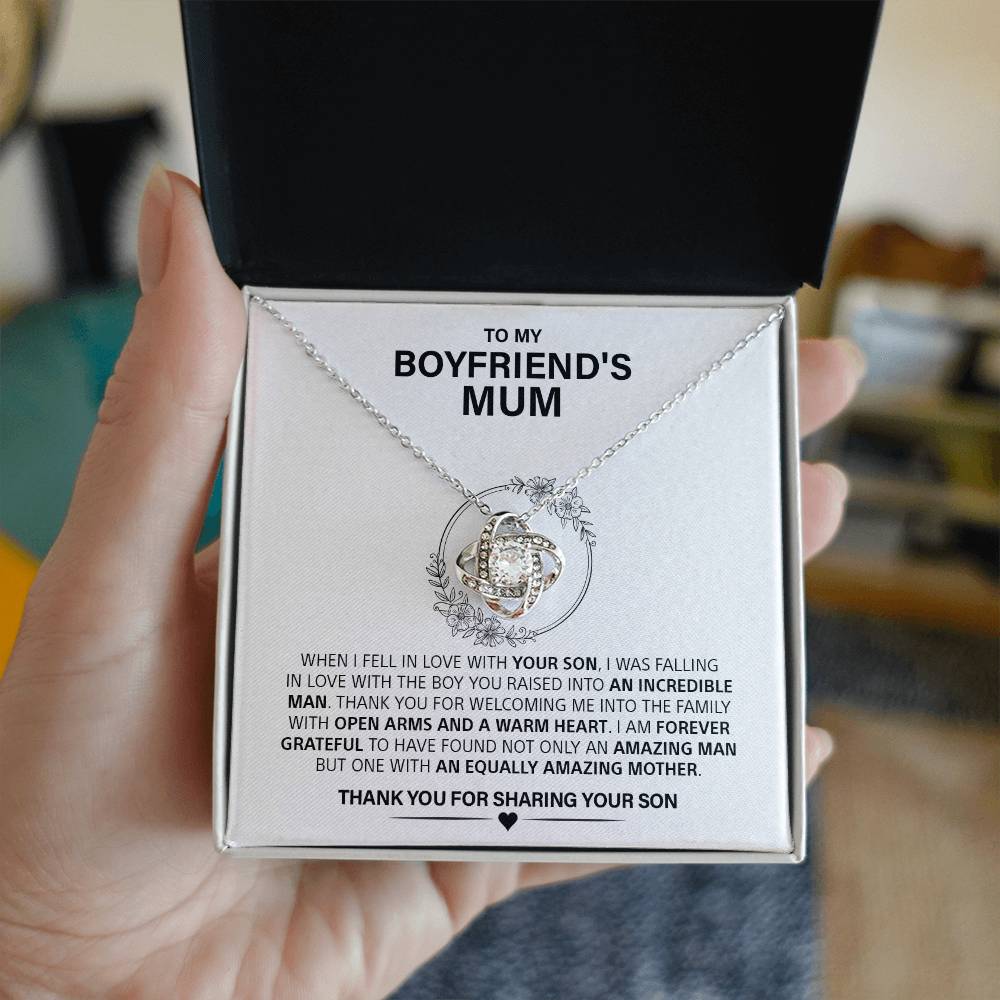 TO MY
BOYFRIEND'S
MUM
WHEN I FELL IN LOVE WITH YOUR SON, I WAS FALLING
IN LOVE WITH THE BOY YOU RAISED INTO AN INCREDIBLE
MAN. THANK YOU FOR WELCOMING ME INTO THE FAMILY
WITH OPEN ARMS AND A WARM HEART. I AM FOREVER
GRATEFUL TO HAVE FOUND NOT ONLY AN AMAZING MAN
BUT ONE WITH AN EQUALLY AMAZING MOTHER.
THANK YOU FOR SHARING YOUR SON